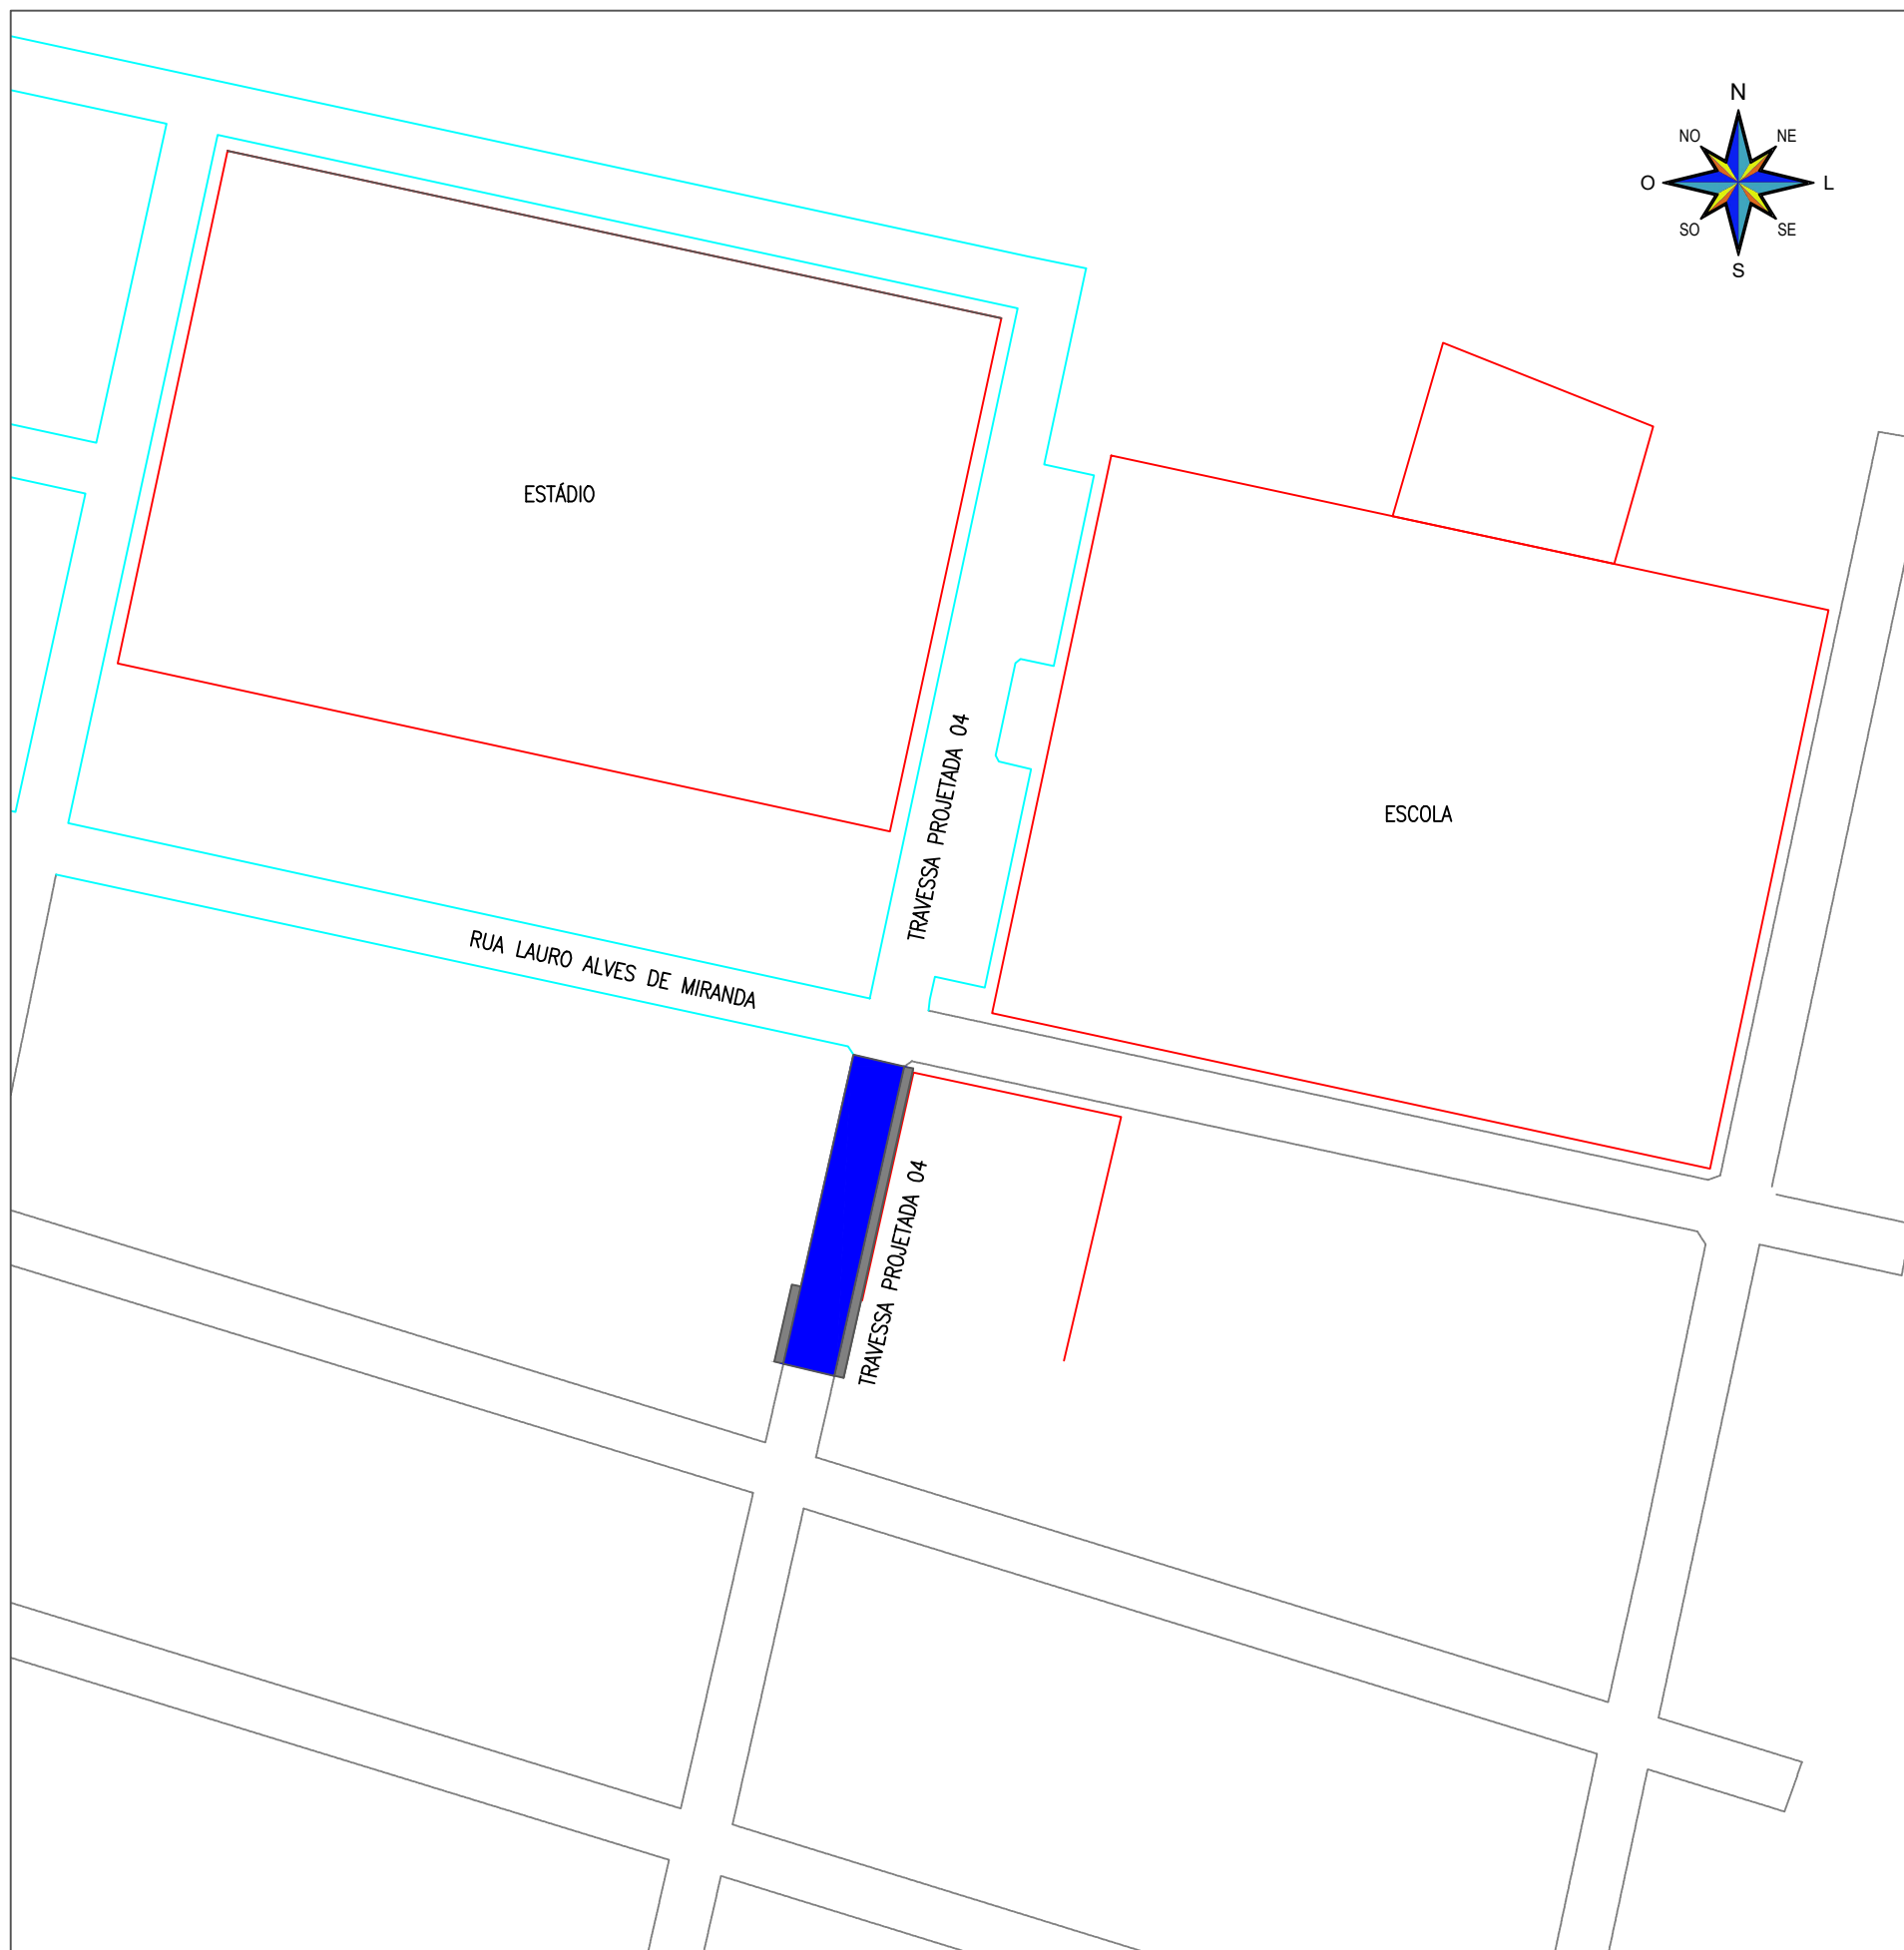 N
NO
NE
O
L
SO
SE
S
ESTÁDIO
TRAVESSA PROJETADA 04
ESCOLA
RUA LAURO ALVES DE MIRANDA
TRAVESSA PROJETADA 04